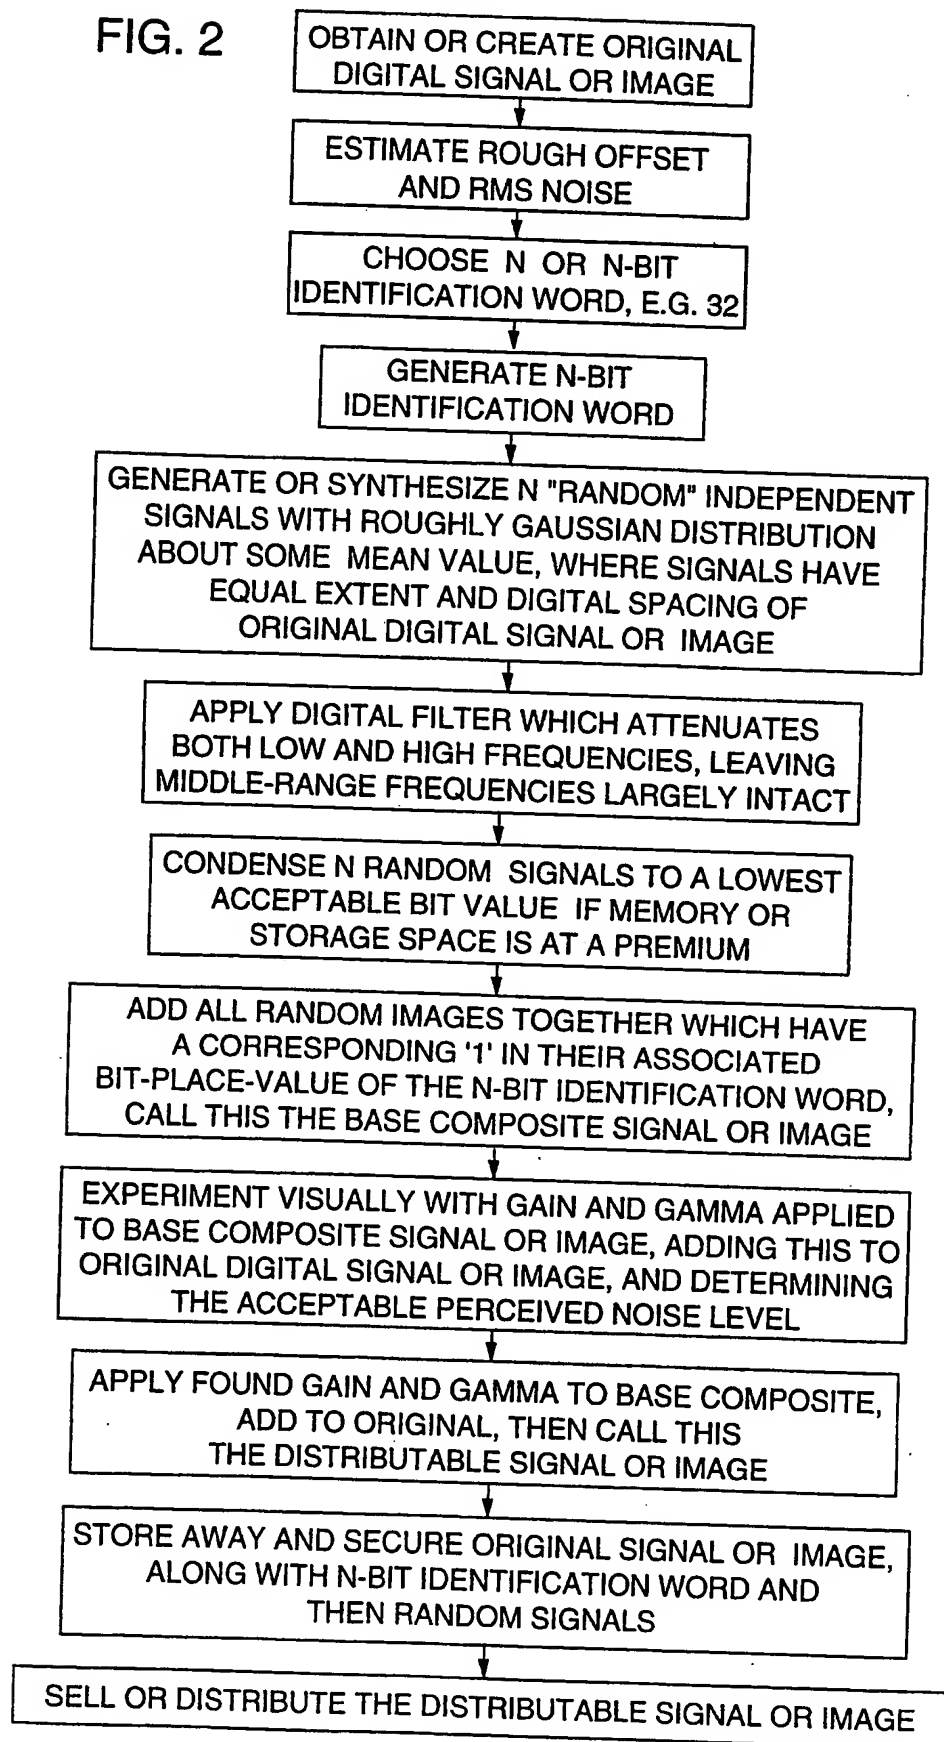 FIG. 2
OBTAIN OR CREATE ORIGINAL
DIGITAL SIGNAL OR IMAGE
ESTIMATE ROUGH OFFSET
AND RMS NOISE
CHOOSE N OR N-BIT
IDENTIFICATION WORD, E.G. 32
GENERATE N-BIT
IDENTIFICATION WORD
GENERATE OR SYNTHESIZE N "RANDOM" INDEPENDENT
SIGNALS WITH ROUGHLY GAUSSIAN DISTRIBUTION
ABOUT SOME MEAN VALUE, WHERE SIGNALS HAVE
EQUAL EXTENT AND DIGITAL SPACING OF
ORIGINAL DIGITAL SIGNAL OR IMAGE
APPLY DIGITAL FILTER WHICH ATTENUATES
BOTH LOW AND HIGH FREQUENCIES, LEAVING
MIDDLE-RANGE FREQUENCIES LARGELY INTACT
CONDENSE N RANDOM SIGNALS TO A LOWEST
ACCEPTABLE BIT VALUE IF MEMORY OR
STORAGE SPACE IS AT A PREMIUM
ADD ALL RANDOM IMAGES TOGETHER WHICH HAVE
A CORRESPONDING '1' IN THEIR ASSOCIATED
BIT-PLACE-VALUE OF THE N-BIT IDENTIFICATION WORD,
CALL THIS THE BASE COMPOSITE SIGNAL OR IMAGE
EXPERIMENT VISUALLY WITH GAIN AND GAMMA APPLIED
TO BASE COMPOSITE SIGNAL OR IMAGE, ADDING THIS TO
ORIGINAL DIGITAL SIGNAL OR IMAGE, AND DETERMINING
THE ACCEPTABLE PERCEIVED NOISE LEVEL
APPLY FOUND GAIN AND GAMMA TO BASE COMPOSITE,
ADD TO ORIGINAL, THEN CALL THIS
THE DISTRIBUTABLE SIGNAL OR IMAGE
STORE AWAY AND SECURE ORIGINAL SIGNAL OR IMAGE,
ALONG WITH N-BIT IDENTIFICATION WORD AND
THEN RANDOM SIGNALS
SELL OR DISTRIBUTE THE DISTRIBUTABLE SIGNAL OR IMAGE